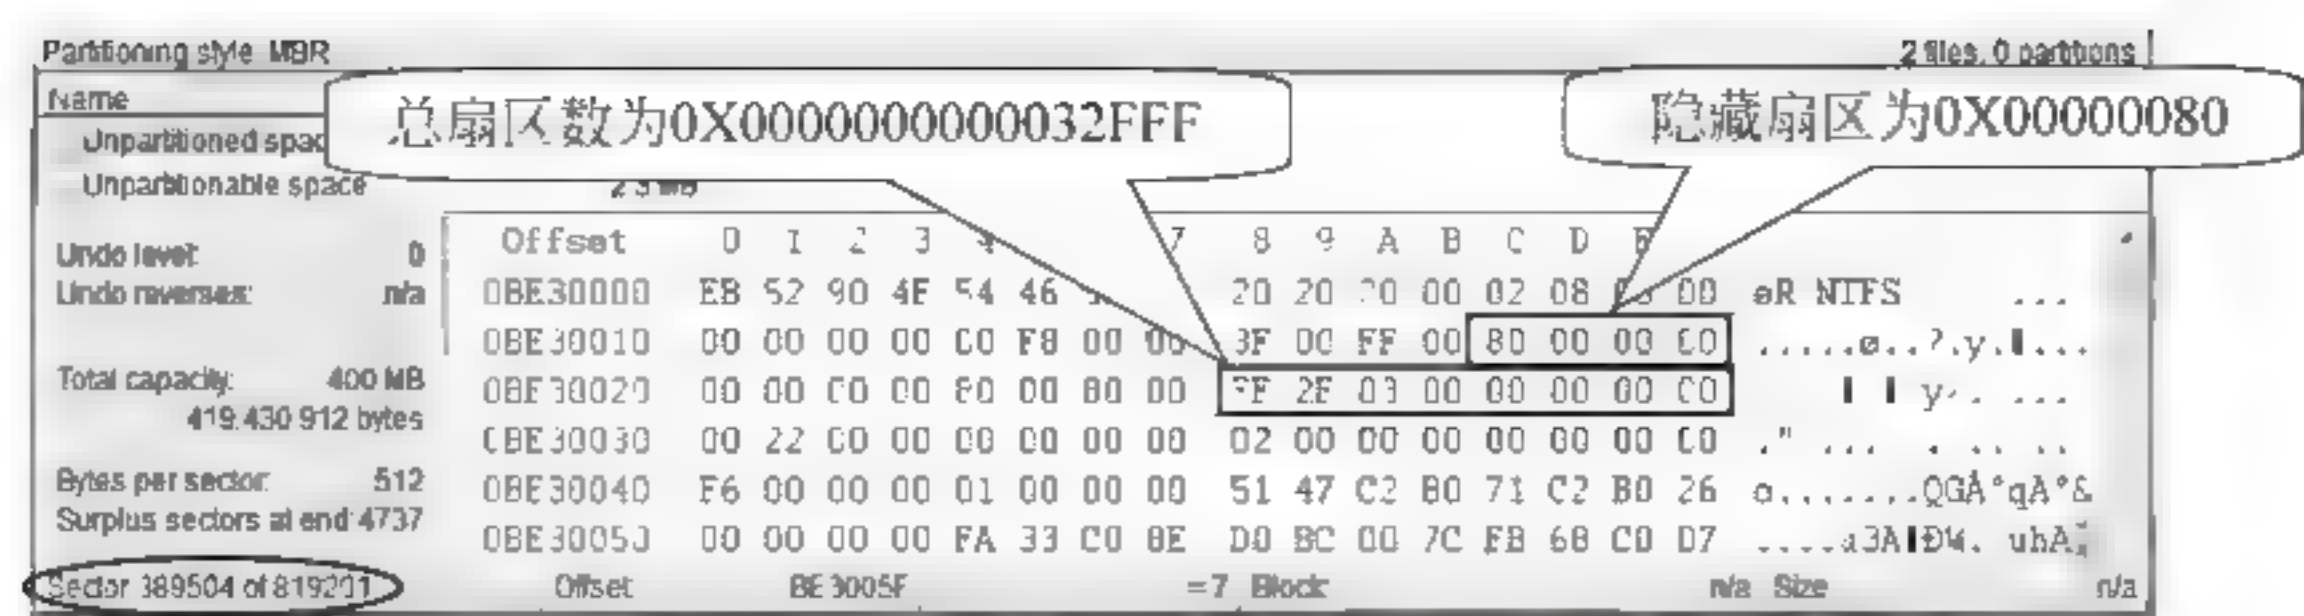 Partitioning style MBR
2 files, 0 partitions
Name
总扇区数为0X0000000000032FFF
隐藏扇区为0X00000080
Unpartitioned spac
Unpartitionable space
Undo level: 0
Undo reverses: n/a
Total capacity: 400 MB
419,430,912 bytes
Bytes per sector: 512
Surplus sectors at end: 4737
Offset 0 1 2 3 4 7 8 9 A B C D E
0BE30000 EB 52 90 4E 54 46 20 20 20 00 02 08 00
0BE30010 00 00 00 00 00 F8 00 00 3F 00 FF 00 80 00 00 00
0BE30020 00 00 00 00 80 00 80 00 FF 2F 03 00 00 00 00 00
0BE30030 00 22 00 00 00 00 00 00 02 00 00 00 00 00 00 00
0BE30040 F6 00 00 00 01 00 00 00 51 47 C2 B0 71 C2 B0 26
0BE30050 00 00 00 00 FA 33 C0 8E D0 BC 00 7C FB 68 C0 07
Sector 389504 of 819201 Offset BE3005F = 7 Block n/a Size n/a